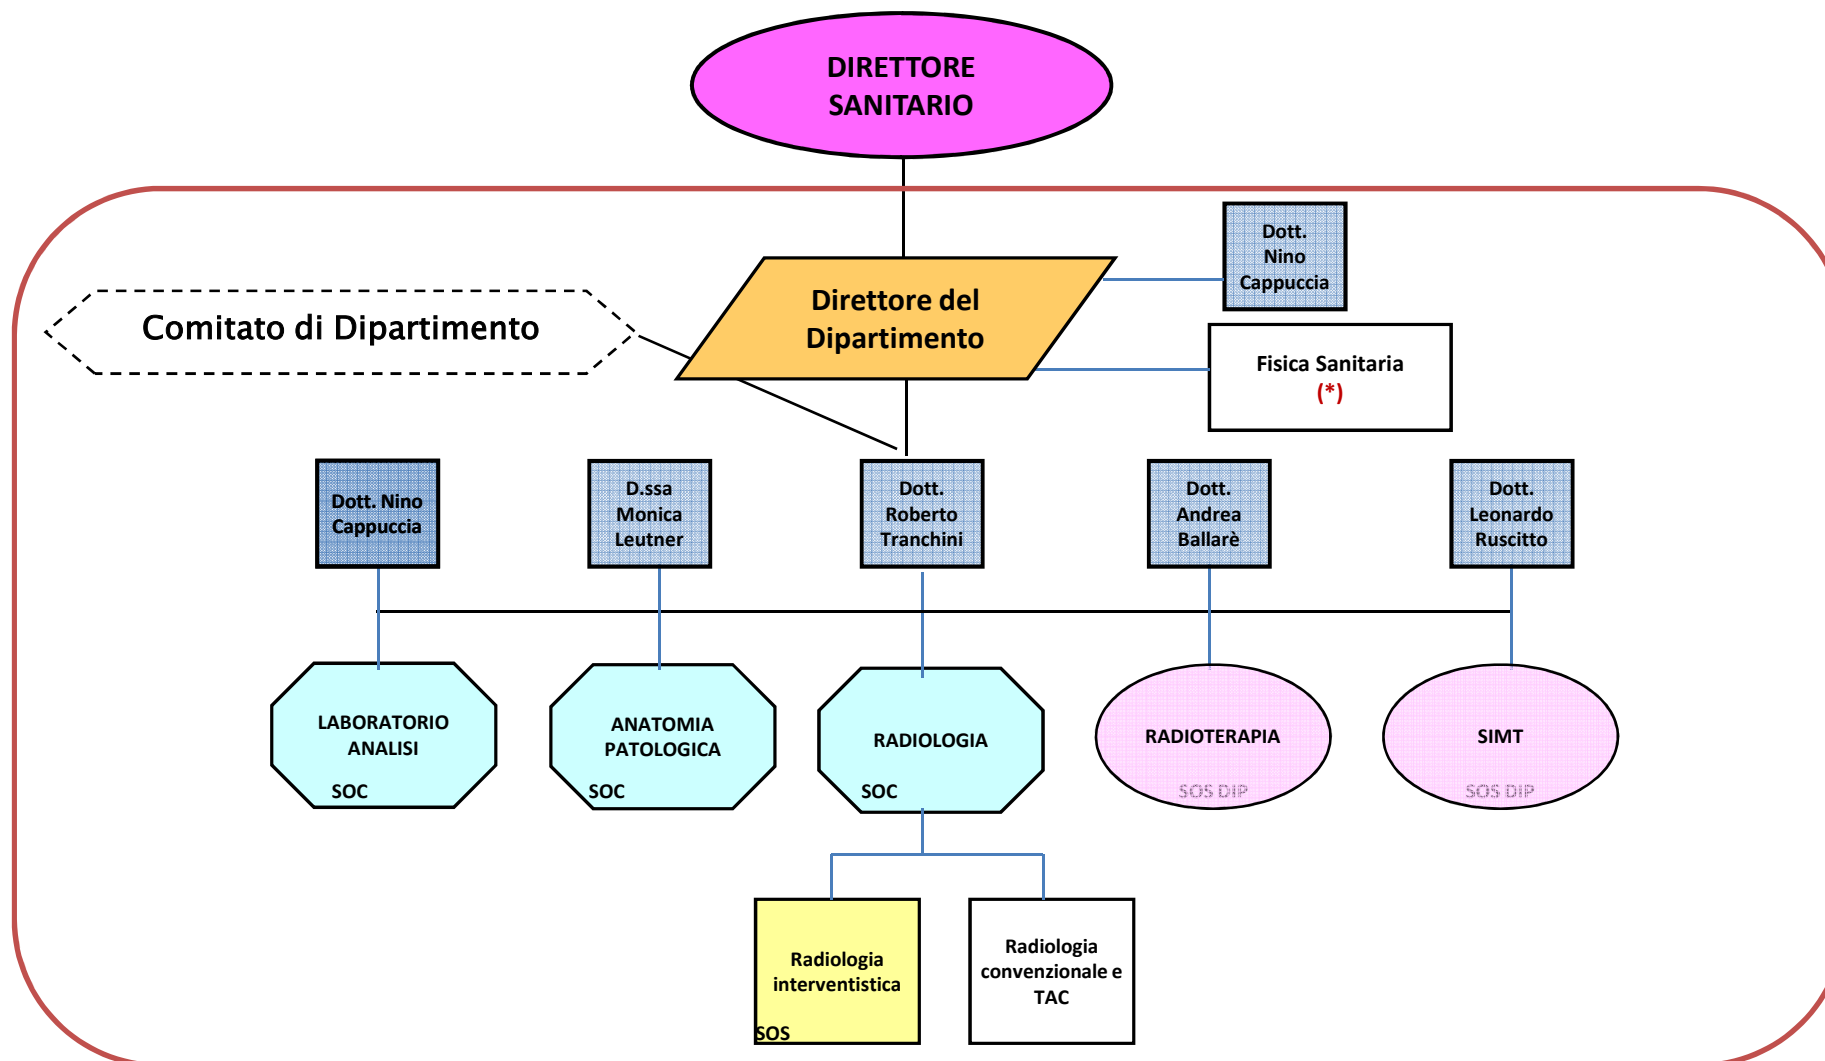 DIRETTORE
SANITARIO
Dott.
Nino
Cappuccia
Direttore del
Dipartimento
Comitato di Dipartimento
Fisica Sanitaria
(*)
Dott. Nino
Cappuccia
D.ssa
Monica
Leutner
Dott.
Roberto
Tranchini
Dott.
Andrea
Ballarè
Dott.
Leonardo
Ruscitto
LABORATORIO
ANALISI
SOC
ANATOMIA
PATOLOGICA
SOC
RADIOLOGIA
SOC
RADIOTERAPIA
SOS DIP
SIMT
SOS DIP
Radiologia
interventistica
SOS
Radiologia
convenzionale e
TAC